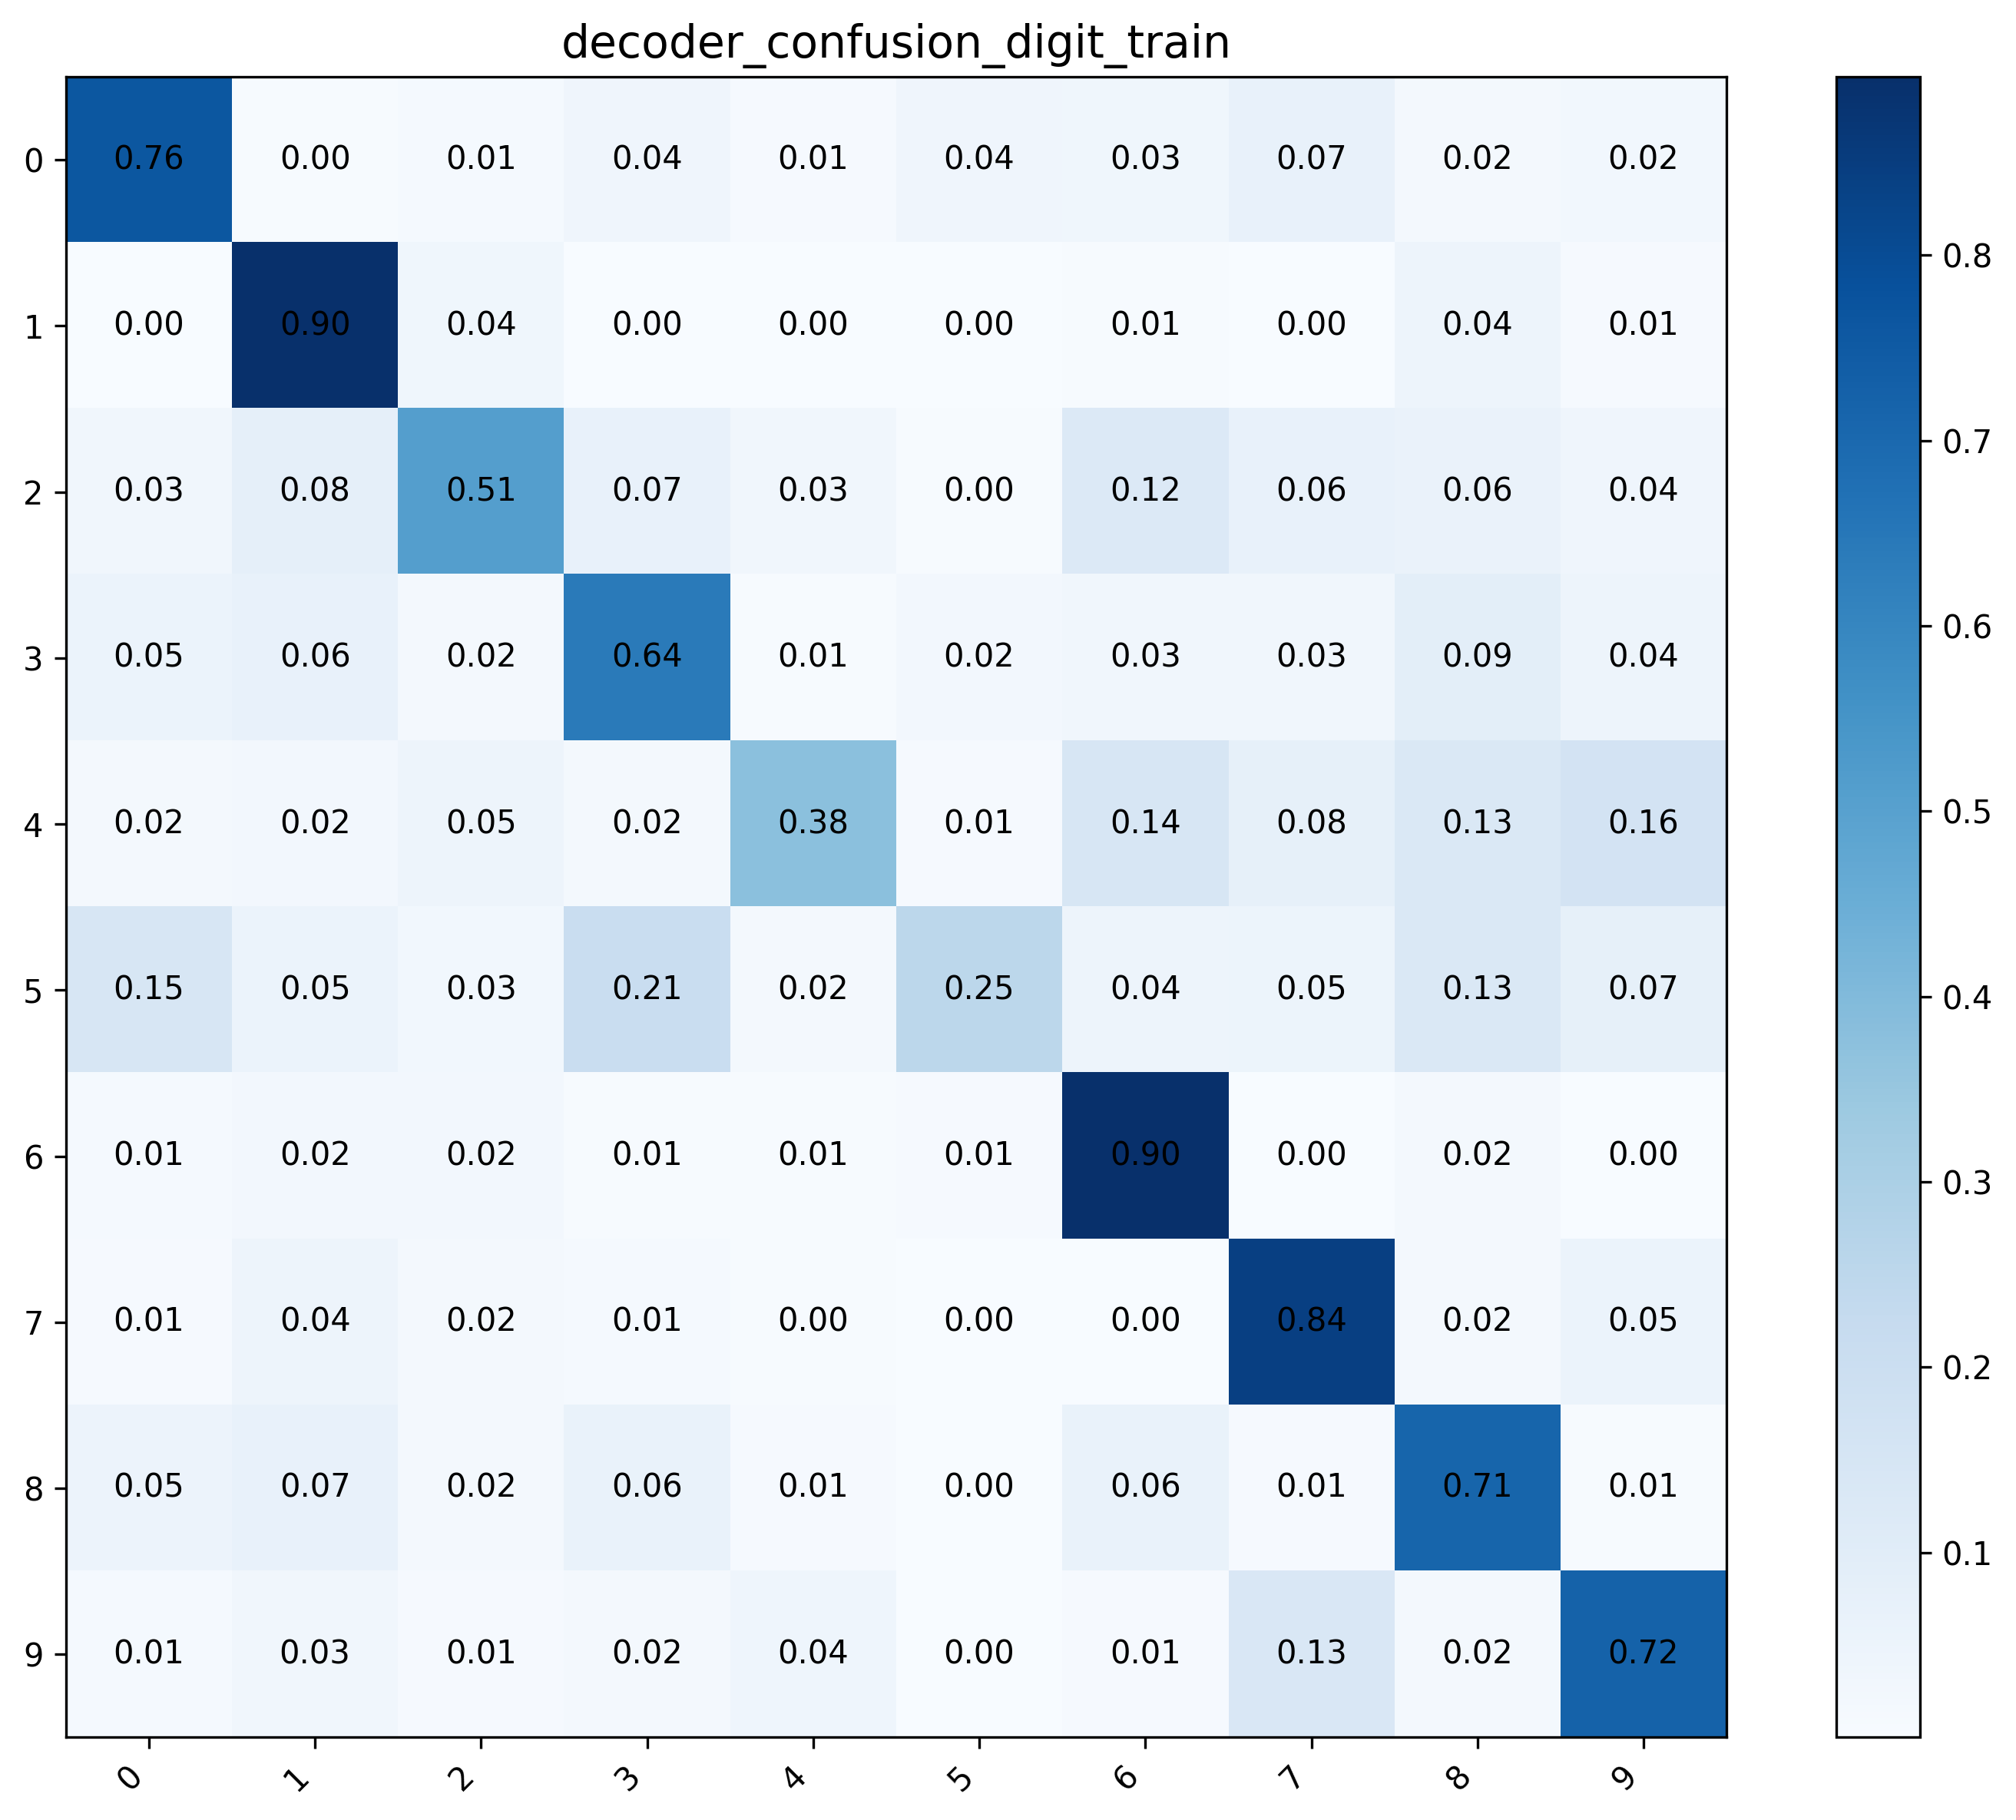 decoder_confusion_digit_train
0 0.76 0.00 0.01 0.04 0.01 0.04 0.03 0.07 0.02 0.02
1 0.00 0.90 0.04 0.00 0.00 0.00 0.01 0.00 0.04 0.01
2 0.03 0.08 0.51 0.07 0.03 0.00 0.12 0.06 0.06 0.04
3 0.05 0.06 0.02 0.64 0.01 0.02 0.03 0.03 0.09 0.04
4 0.02 0.02 0.05 0.02 0.38 0.01 0.14 0.08 0.13 0.16
5 0.15 0.05 0.03 0.21 0.02 0.25 0.04 0.05 0.13 0.07
6 0.01 0.02 0.02 0.01 0.01 0.01 0.90 0.00 0.02 0.00
7 0.01 0.04 0.02 0.01 0.00 0.00 0.00 0.84 0.02 0.05
8 0.05 0.07 0.02 0.06 0.01 0.00 0.06 0.01 0.71 0.01
9 0.01 0.03 0.01 0.02 0.04 0.00 0.01 0.13 0.02 0.72
0 1 2 3 4 5 6 7 8 9
0.8
0.7
0.6
0.5
0.4
0.3
0.2
0.1